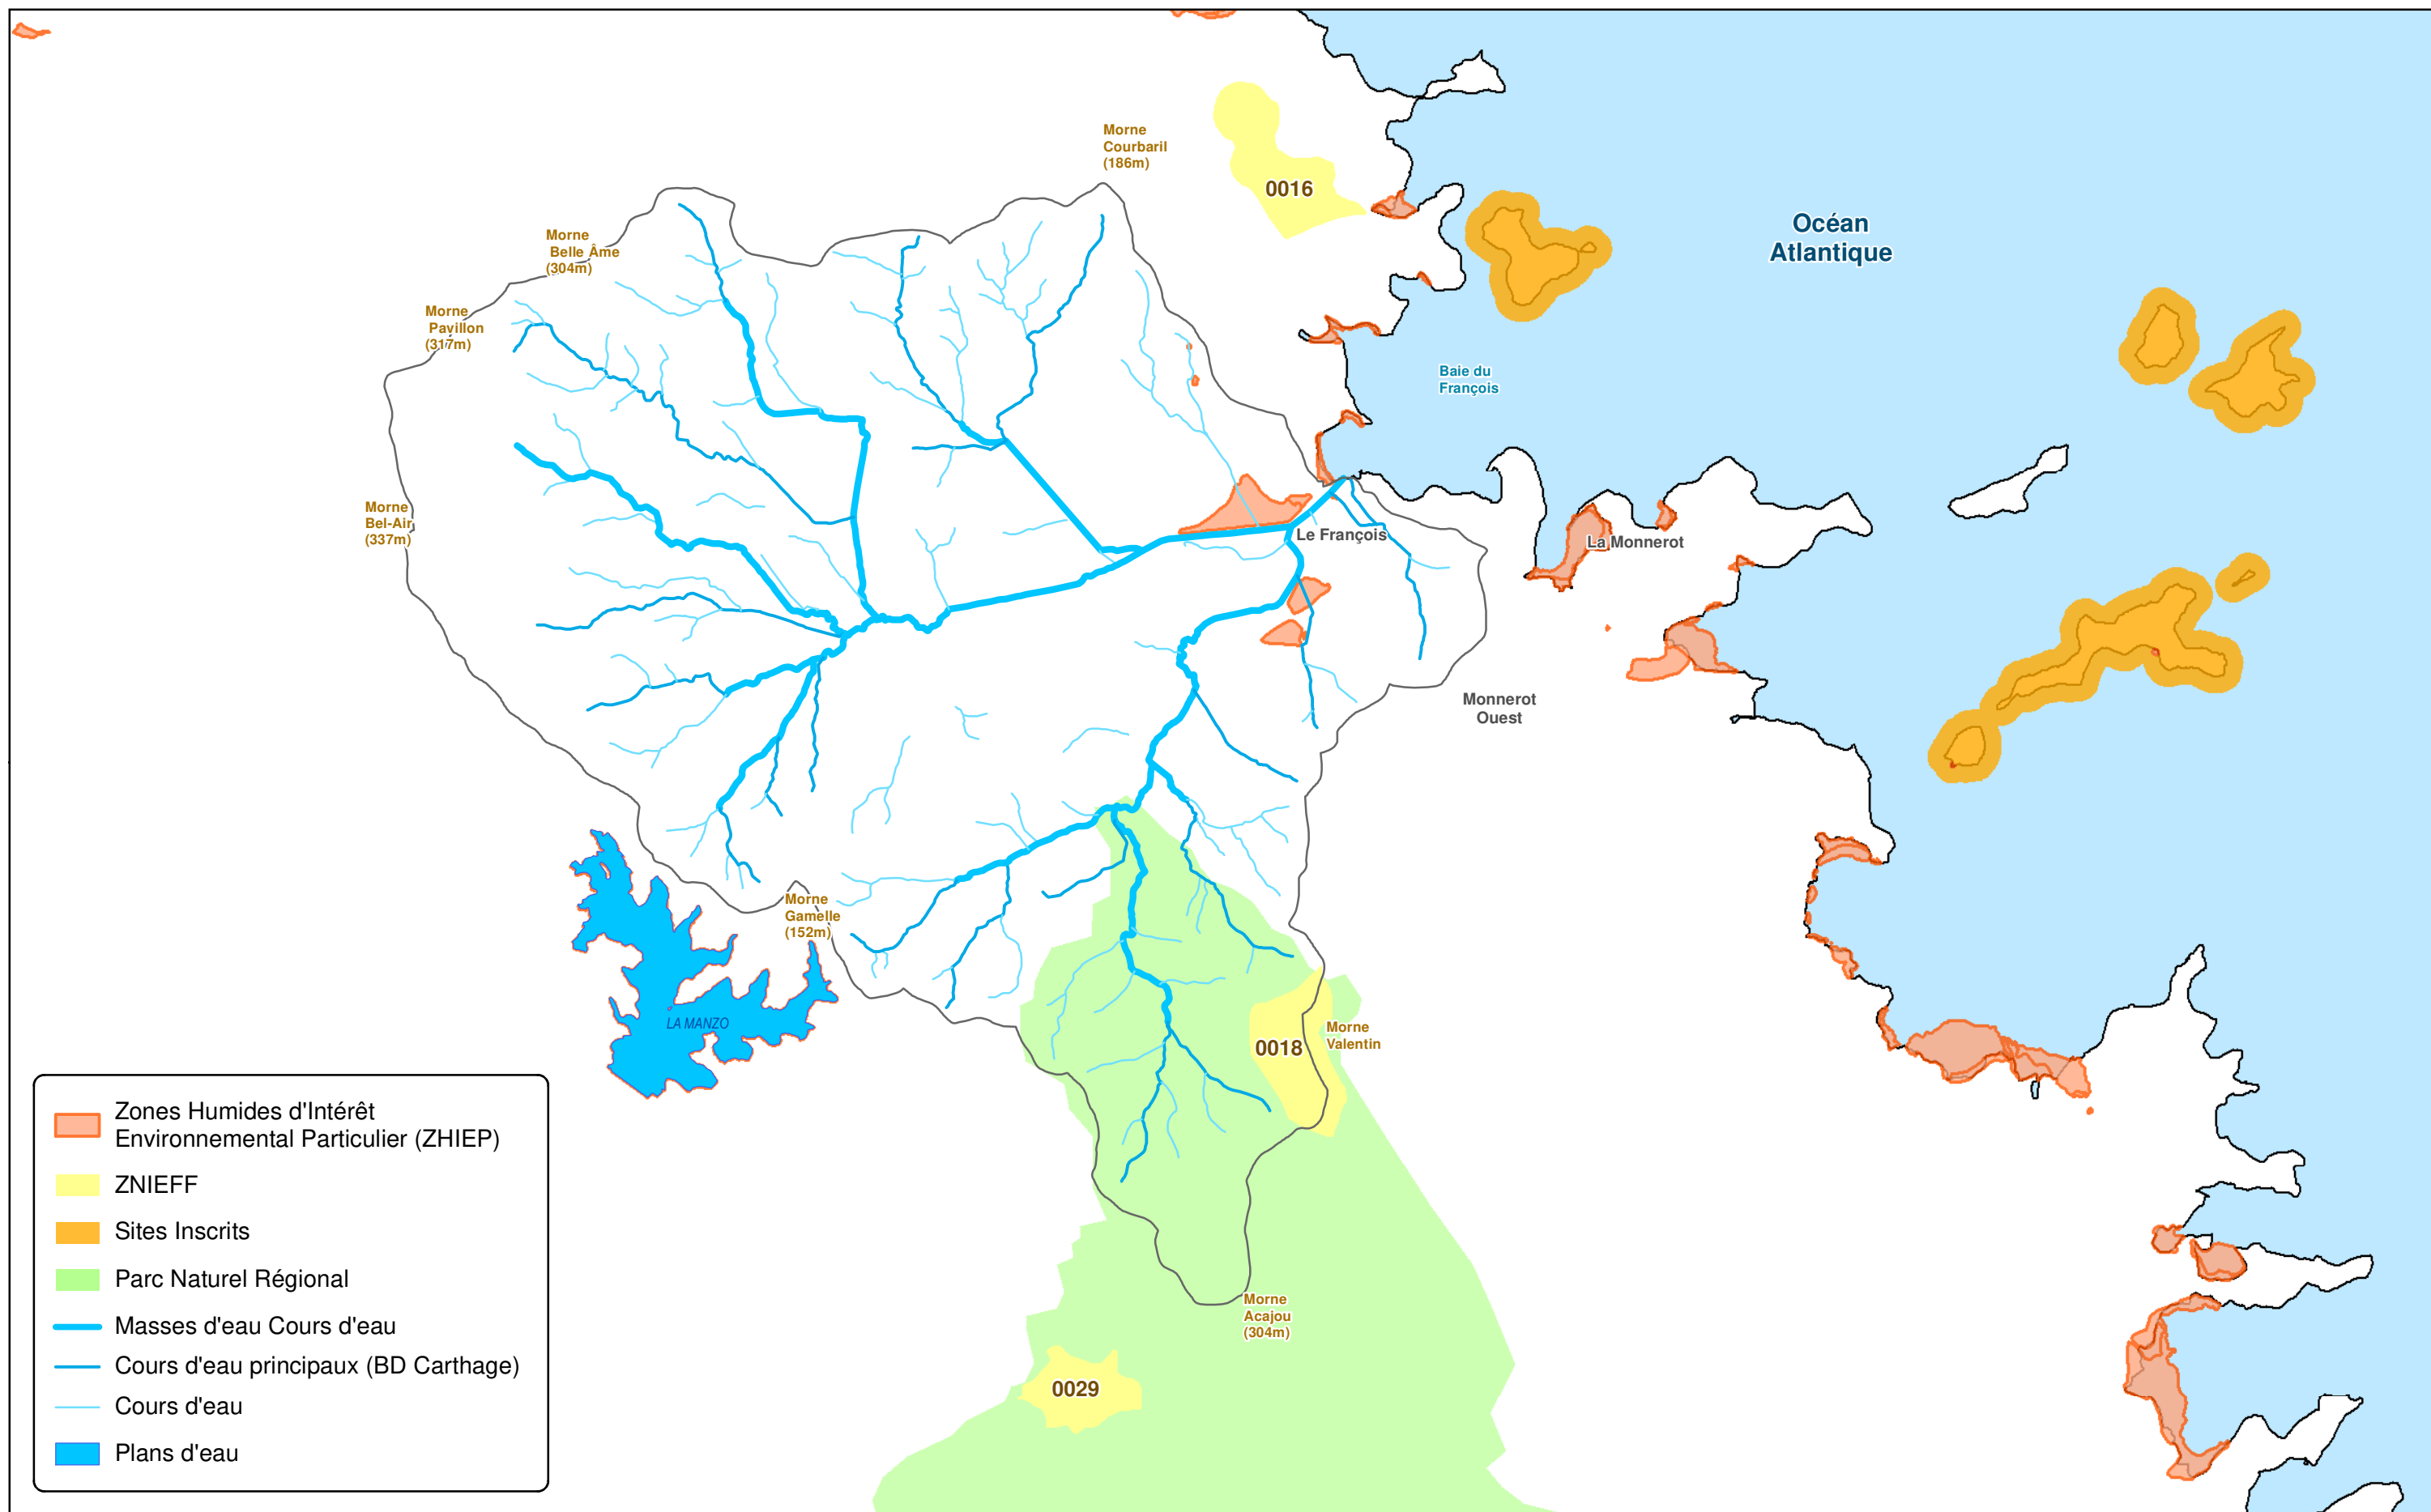 Morne
Courbaril
(186m)
0016
Océan
Atlantique
Morne
Belle Âme
(304m)
Morne
Pavillon
(317m)
Baie du
François
Morne
Bel-Air
(337m)
Le François
La Monnerot
Monnerot
Ouest
Morne
Gamelle
(152m)
LA MANZO
0018
Morne
Valentin
Morne
Acajou
(304m)
0029
Zones Humides d'Intérêt
Environnemental Particulier (ZHIEP)
ZNIEFF
Sites Inscrits
Parc Naturel Régional
Masses d'eau Cours d'eau
Cours d'eau principaux (BD Carthage)
Cours d'eau
Plans d'eau